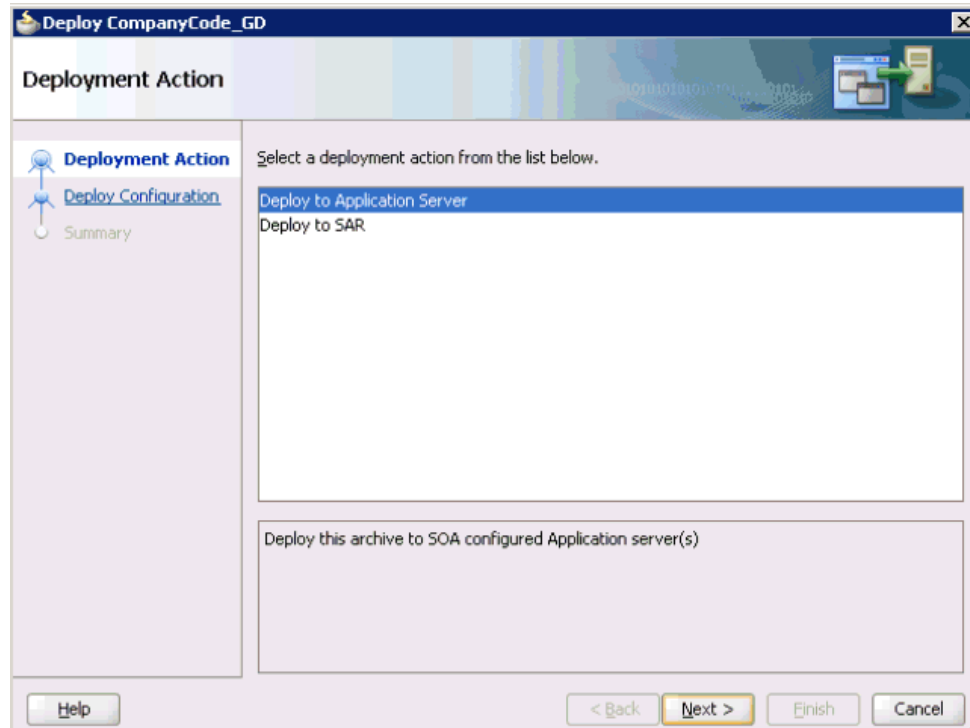 Deploy CompanyCode_GD
Deployment Action
Deployment Action
Deploy Configuration
Summary
Select a deployment action from the list below.
Deploy to Application Server
Deploy to SAR
Deploy this archive to SOA configured Application server(s)
Help
< Back
Next >
Finish
Cancel